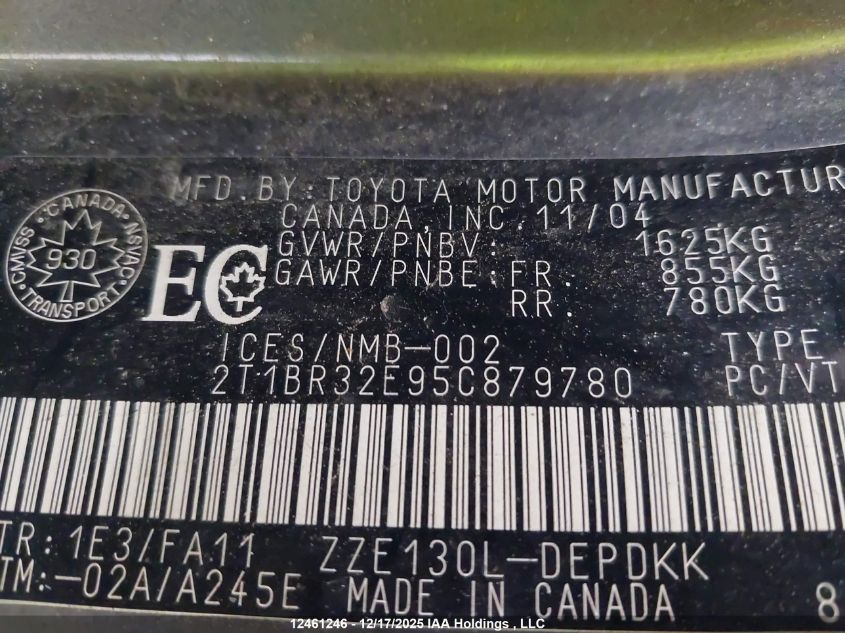 MFD.BY:TOYOTA MOTOR MANUFACTUR
CANADA,INC.11/04
GVWR/PNBV: 1625KG
GAWR/PNBE:FR. 855KG
RR. 780KG
CANADA NSVAC TRANSPORT NSVAC
930
EC
ICES/NMB-002 TYPE
2T1BR32E95C879780 PC/VT
TR:1E3/FA11 ZZE130L-DEPDKK
TM:-02A/A245E MADE IN CANADA 8
12461246 - 12/17/2025 IAA Holdings , LLC